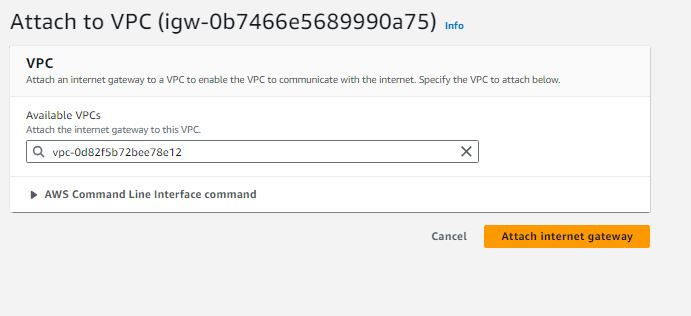 Attach to VPC (igw-0b7466e5689990a75) Info
VPC
Attach an internet gateway to a VPC to enable the VPC to communicate with the internet. Specify the VPC to attach below.
Available VPCs
Attach the internet gateway to this VPC.
vpc-0d82f5b72bee78e12
AWS Command Line Interface command
Cancel Attach internet gateway